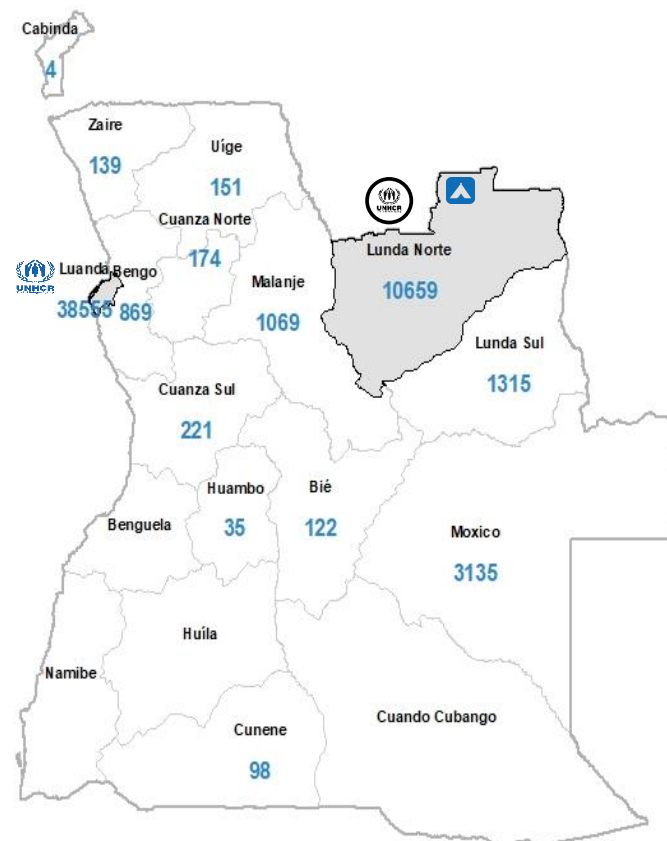 Cabinda
4
Zaire
139
Uíge
151
Cuanza Norte
174
UNHCR
Lunda Norte
10659
UNHCR
Luanda
38555
Bengo
869
Malanje
1069
Lunda Sul
1315
Cuanza Sul
221
Huambo
35
Bié
122
Benguela
Moxico
3135
Huíla
Namibe
Cuando Cubango
Cunene
98